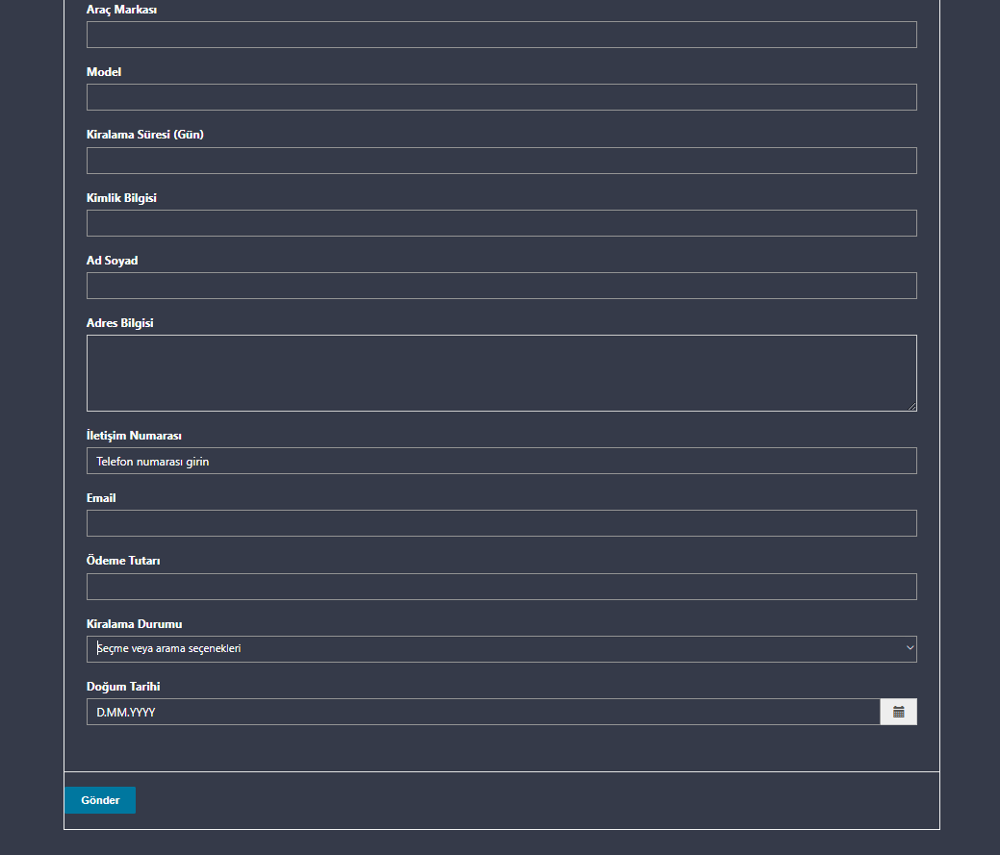 Araç Markası
Model
Kiralama Süresi (Gün)
Kimlik Bilgisi
Ad Soyad
Adres Bilgisi
İletişim Numarası
Telefon numarası girin
Email
Ödeme Tutarı
Kiralama Durumu
Seçme veya arama seçenekleri
Doğum Tarihi
D.MM.YYYY
Gönder